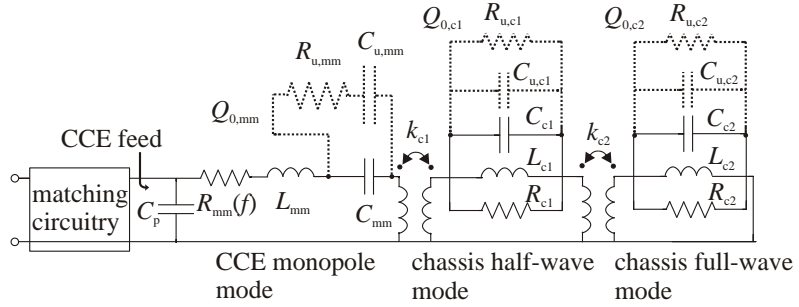 Q0,c1
Ru,c1
Q0,c2
Ru,c2
Cu,mm
Ru,mm
Cu,c1
Cu,c2
Q0,mm
Cc1
Cc2
CCE feed
kc1
kc2
Lc1
Lc2
matching
circuitry
Cp
Rmm(f)
Lmm
Cmm
Rc1
Rc2
CCE monopole
mode
chassis half-wave
mode
chassis full-wave
mode